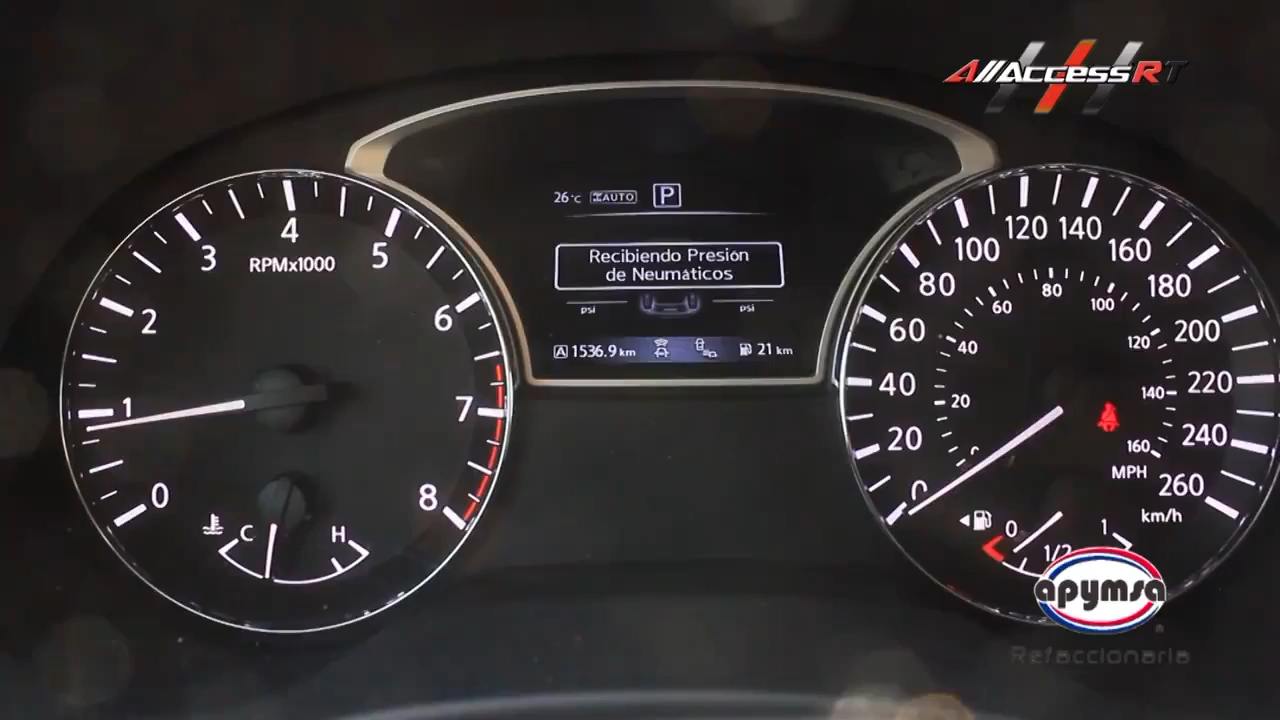 AllAccessRT
26°C AUTO P
Recibiendo Presión
de Neumáticos
psi psi
A 1536.9 km 21 km
0 1 2 3 4 5 6 7 8
RPMx1000
C H
0 20 40 60 80 100 120 140 160 180 200 220 240 260
km/h
0 20 40 60 80 100 120 140 160
MPH
0 1/2 1
apymsa
®
Refaccionaria